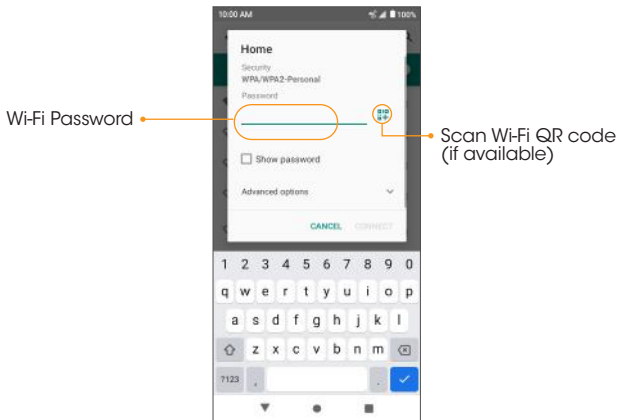 10:00 AM 100%
Home
Security
WPA/WPA2-Personal
Password
Wi-Fi Password
Scan Wi-Fi QR code
(if available)
Show password
Advanced options
CANCEL CONNECT
1 2 3 4 5 6 7 8 9 0
q w e r t y u i o p
a s d f g h j k l
z x c v b n m
?123 , .